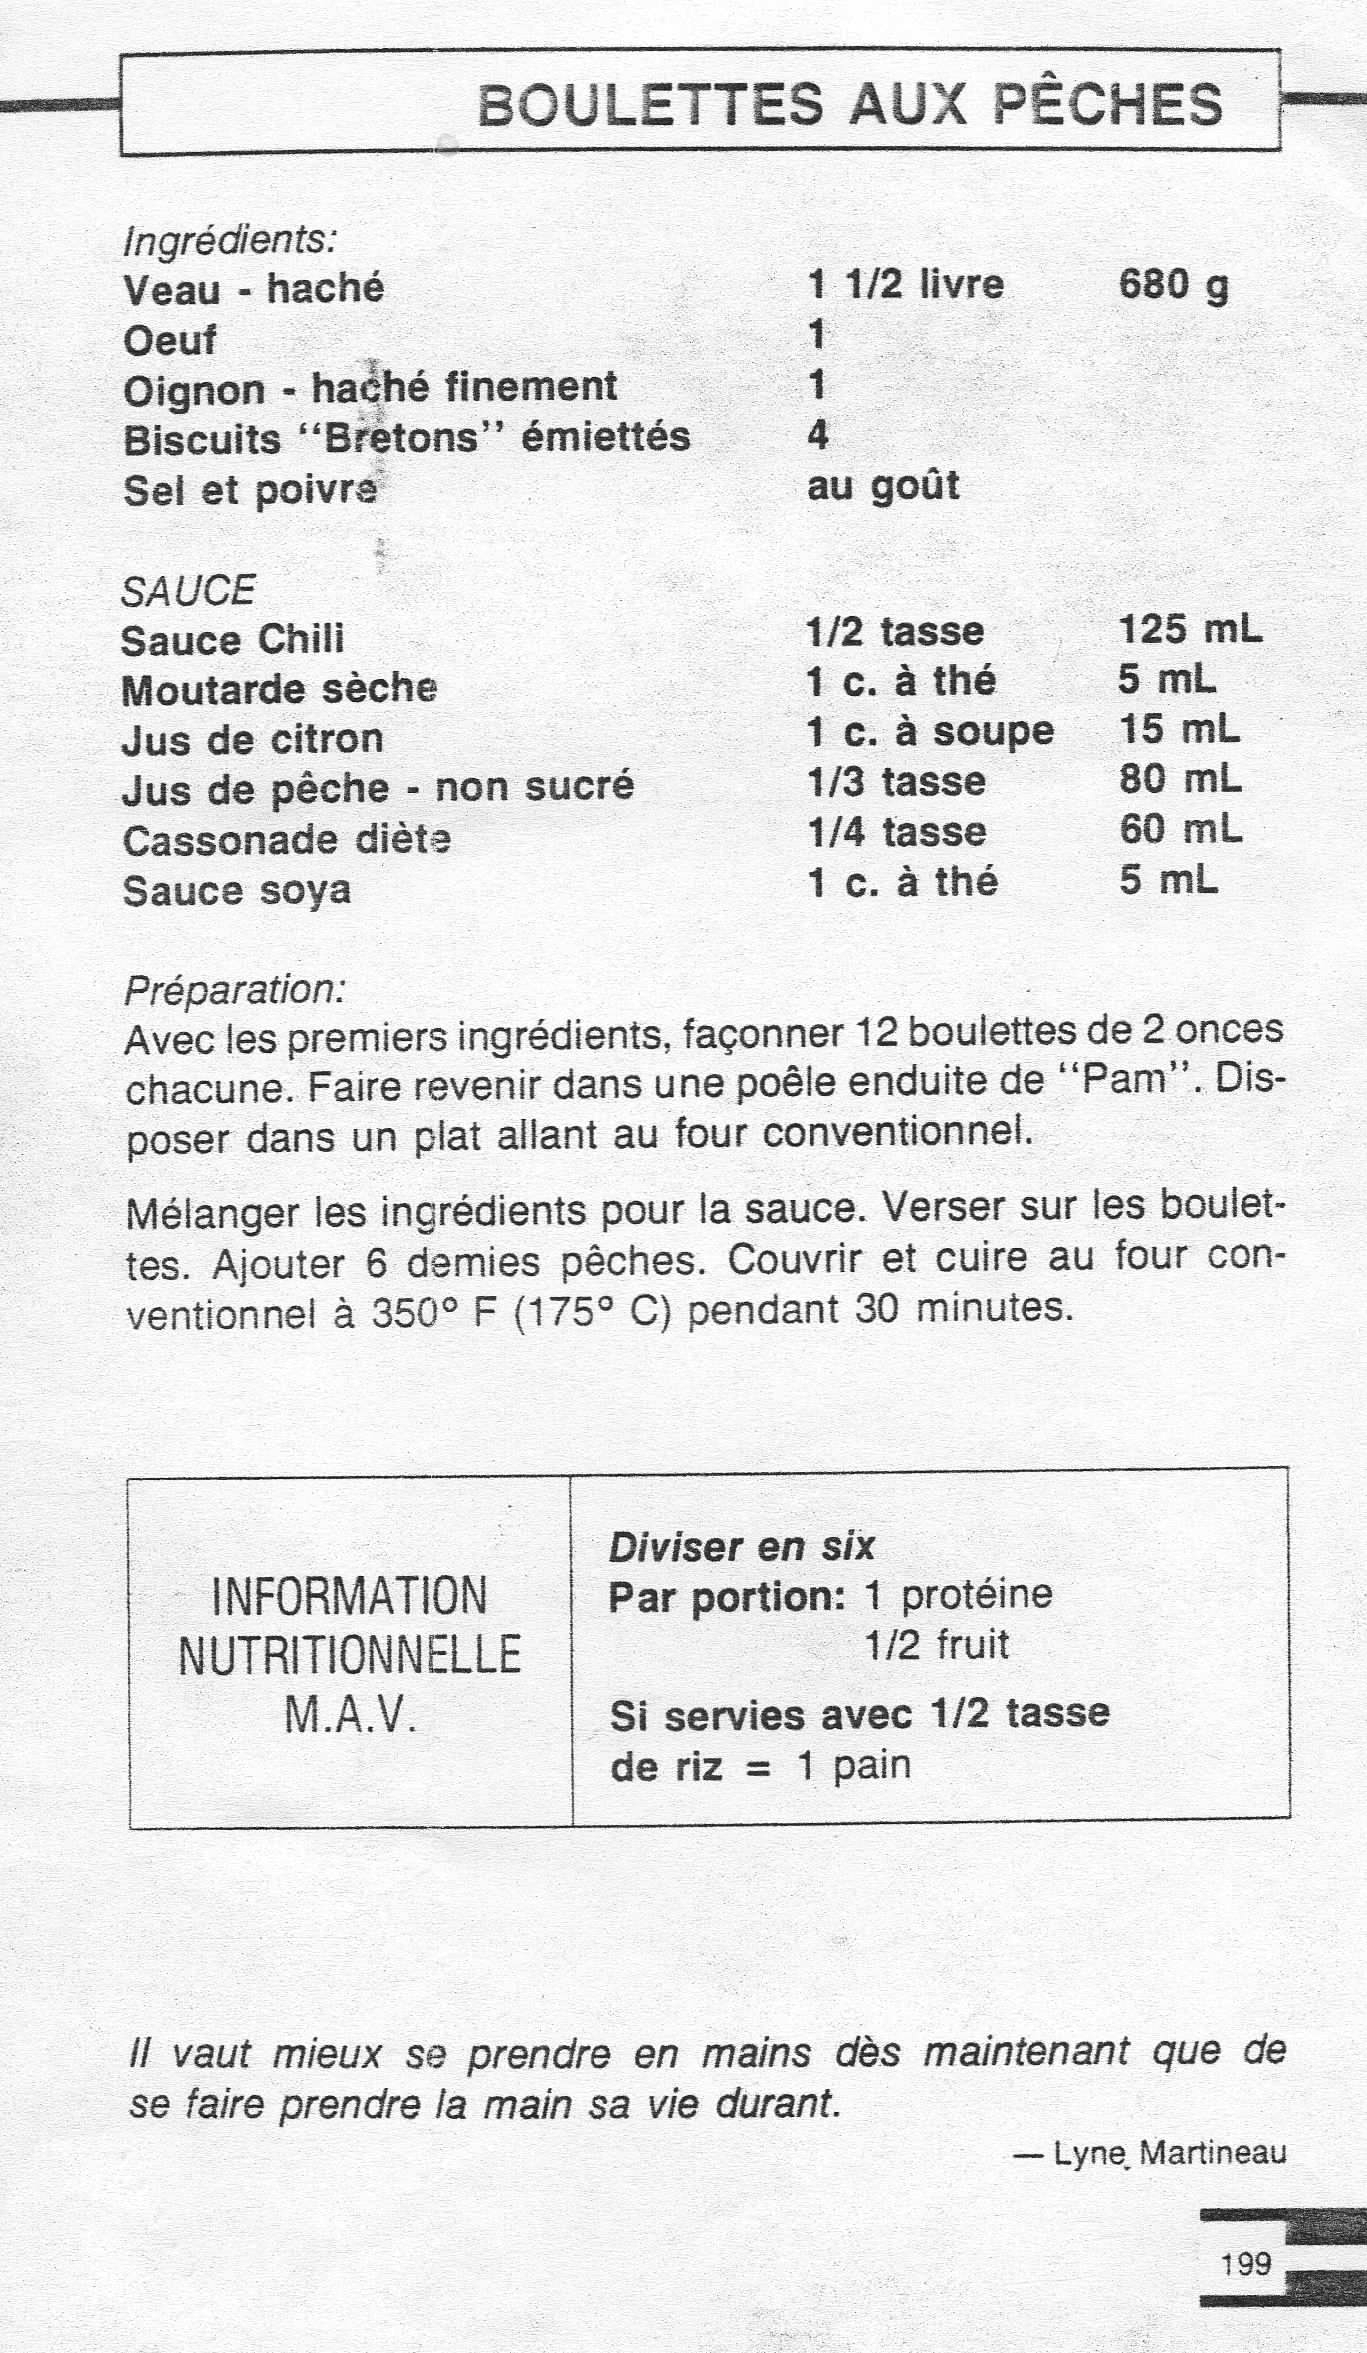 BOULETTES AUX PÊCHES
Ingrédients:
Veau - haché 1 1/2 livre 680 g
Oeuf 1
Oignon - haché finement 1
Biscuits ‘‘Bretons’’ émiettés 4
Sel et poivre au goût
SAUCE
Sauce Chili 1/2 tasse 125 mL
Moutarde sèche 1 c. à thé 5 mL
Jus de citron 1 c. à soupe 15 mL
Jus de pêche - non sucré 1/3 tasse 80 mL
Cassonade diète 1/4 tasse 60 mL
Sauce soya 1 c. à thé 5 mL
Préparation:
Avec les premiers ingrédients, façonner 12 boulettes de 2 onces
chacune. Faire revenir dans une poêle enduite de ‘‘Pam’’. Dis-
poser dans un plat allant au four conventionnel.
Mélanger les ingrédients pour la sauce. Verser sur les boulet-
tes. Ajouter 6 demies pêches. Couvrir et cuire au four con-
ventionnel à 350° F (175° C) pendant 30 minutes.
INFORMATION
NUTRITIONNELLE
M.A.V.
Diviser en six
Par portion: 1 protéine
1/2 fruit
Si servies avec 1/2 tasse
de riz = 1 pain
Il vaut mieux se prendre en mains dès maintenant que de
se faire prendre la main sa vie durant.
— Lyne Martineau
199